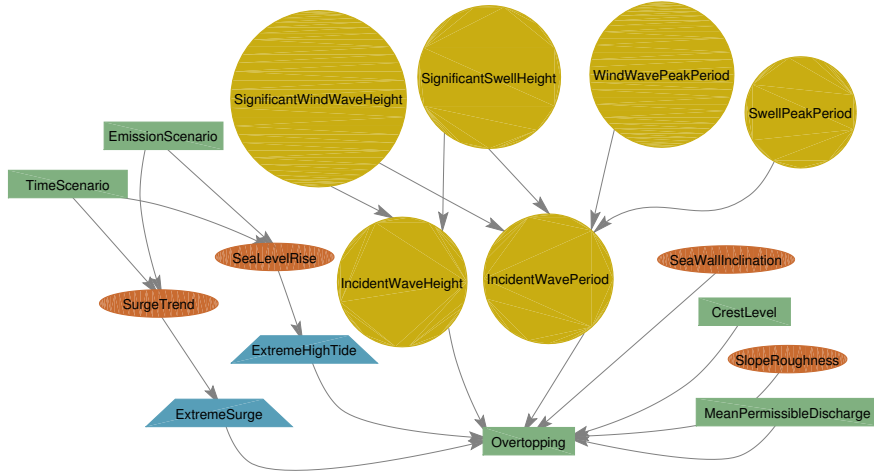 SignificantWindWaveHeight
SignificantSwellHeight
WindWavePeakPeriod
SwellPeakPeriod
EmissionScenario
TimeScenario
SeaLevelRise
SeaWallInclination
IncidentWaveHeight
IncidentWavePeriod
SurgeTrend
CrestLevel
ExtremeHighTide
SlopeRoughness
ExtremeSurge
MeanPermissibleDischarge
Overtopping